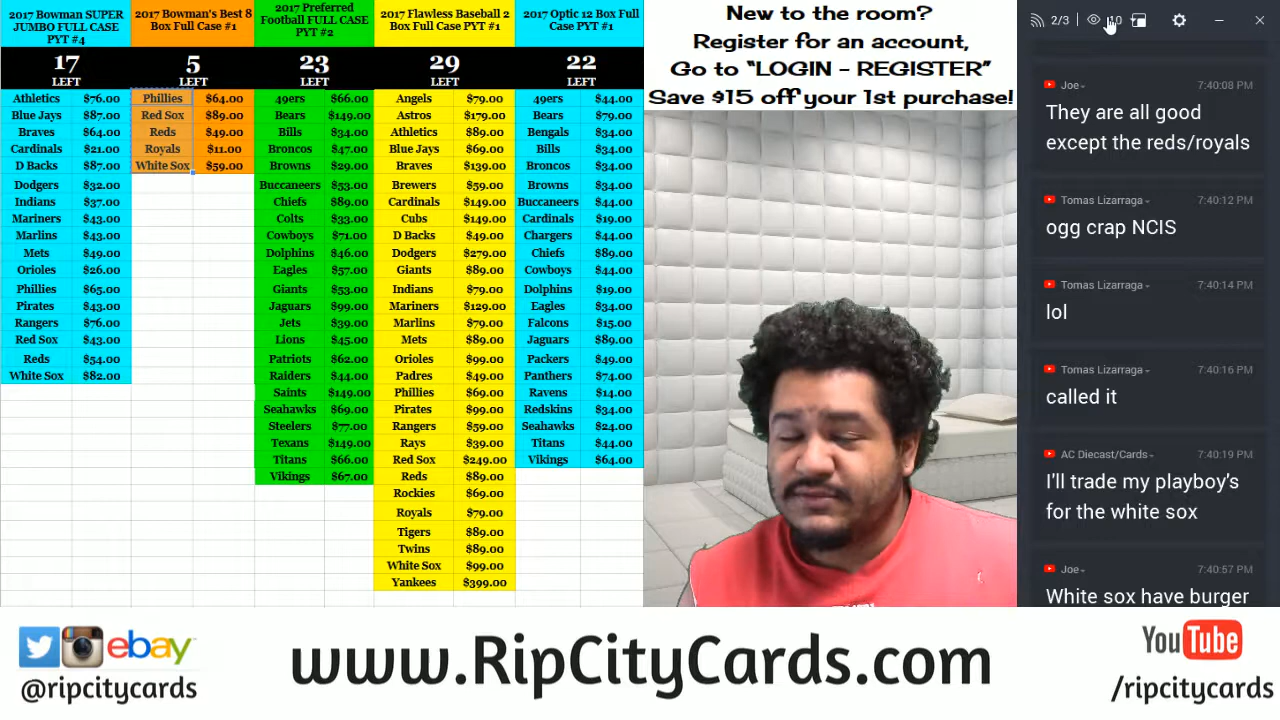 2017 Bowman SUPER
JUMBO FULL CASE
PYT #4
17
LEFT
Athletics $76.00
Blue Jays $87.00
Braves $64.00
Cardinals $21.00
D Backs $87.00
Dodgers $32.00
Indians $37.00
Mariners $43.00
Marlins $43.00
Mets $49.00
Orioles $26.00
Phillies $65.00
Pirates $43.00
Rangers $76.00
Red Sox $43.00
Reds $54.00
White Sox $82.00
2017 Bowman's Best 8
Box Full Case #1
5
LEFT
Phillies $64.00
Red Sox $89.00
Reds $49.00
Royals $11.00
White Sox $59.00
2017 Preferred
Football FULL CASE
PYT #2
23
LEFT
49ers $66.00
Bears $149.00
Bills $34.00
Broncos $47.00
Browns $29.00
Buccaneers $53.00
Chiefs $89.00
Colts $33.00
Cowboys $71.00
Dolphins $46.00
Eagles $57.00
Giants $53.00
Jaguars $99.00
Jets $39.00
Lions $45.00
Patriots $62.00
Raiders $44.00
Saints $149.00
Seahawks $69.00
Steelers $77.00
Texans $149.00
Titans $66.00
Vikings $67.00
2017 Flawless Baseball 2
Box Full Case PYT #1
29
LEFT
Angels $79.00
Astros $179.00
Athletics $89.00
Blue Jays $69.00
Braves $139.00
Brewers $59.00
Cardinals $149.00
Cubs $149.00
D Backs $49.00
Dodgers $279.00
Giants $89.00
Indians $79.00
Mariners $129.00
Marlins $79.00
Mets $89.00
Orioles $99.00
Padres $49.00
Phillies $69.00
Pirates $99.00
Rangers $59.00
Rays $39.00
Red Sox $249.00
Reds $89.00
Rockies $69.00
Royals $79.00
Tigers $89.00
Twins $89.00
White Sox $99.00
Yankees $399.00
2017 Optic 12 Box Full
Case PYT #1
22
LEFT
49ers $44.00
Bears $79.00
Bengals $34.00
Bills $34.00
Broncos $34.00
Browns $34.00
Buccaneers $44.00
Cardinals $19.00
Chargers $44.00
Chiefs $89.00
Cowboys $44.00
Dolphins $19.00
Eagles $34.00
Falcons $15.00
Jaguars $89.00
Packers $49.00
Panthers $74.00
Ravens $14.00
Redskins $34.00
Seahawks $24.00
Titans $44.00
Vikings $64.00
New to the room?
Register for an account,
Go to "LOGIN - REGISTER"
Save $15 off your 1st purchase!
2/3
Joe 7:40:08 PM
They are all good
except the reds/royals
Tomas Lizarraga 7:40:12 PM
ogg crap NCIS
Tomas Lizarraga 7:40:14 PM
lol
Tomas Lizarraga 7:40:16 PM
called it
AC Diecast/Cards 7:40:19 PM
I'll trade my playboy's
for the white sox
Joe 7:40:57 PM
White sox have burger
ebay
@ripcitycards
www.RipCityCards.com
YouTube
/ripcitycards